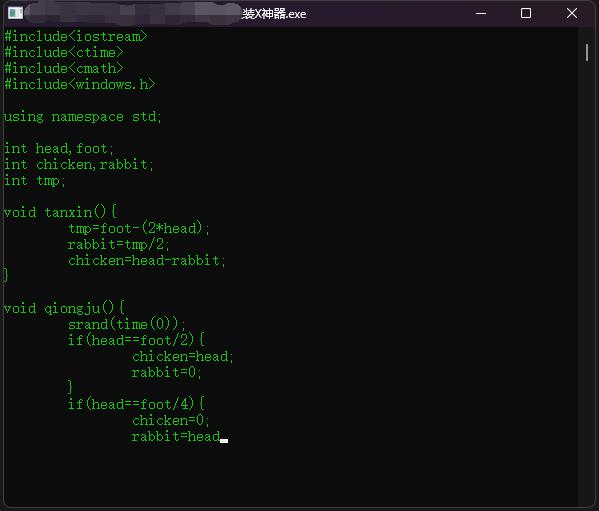 装X神器.exe
#include<iostream>
#include<ctime>
#include<cmath>
#include<windows.h>
using namespace std;
int head,foot;
int chicken,rabbit;
int tmp;
void tanxin(){
tmp=foot-(2*head);
rabbit=tmp/2;
chicken=head-rabbit;
}
void qiongju(){
srand(time(0));
if(head==foot/2){
chicken=head;
rabbit=0;
}
if(head==foot/4){
chicken=0;
rabbit=head